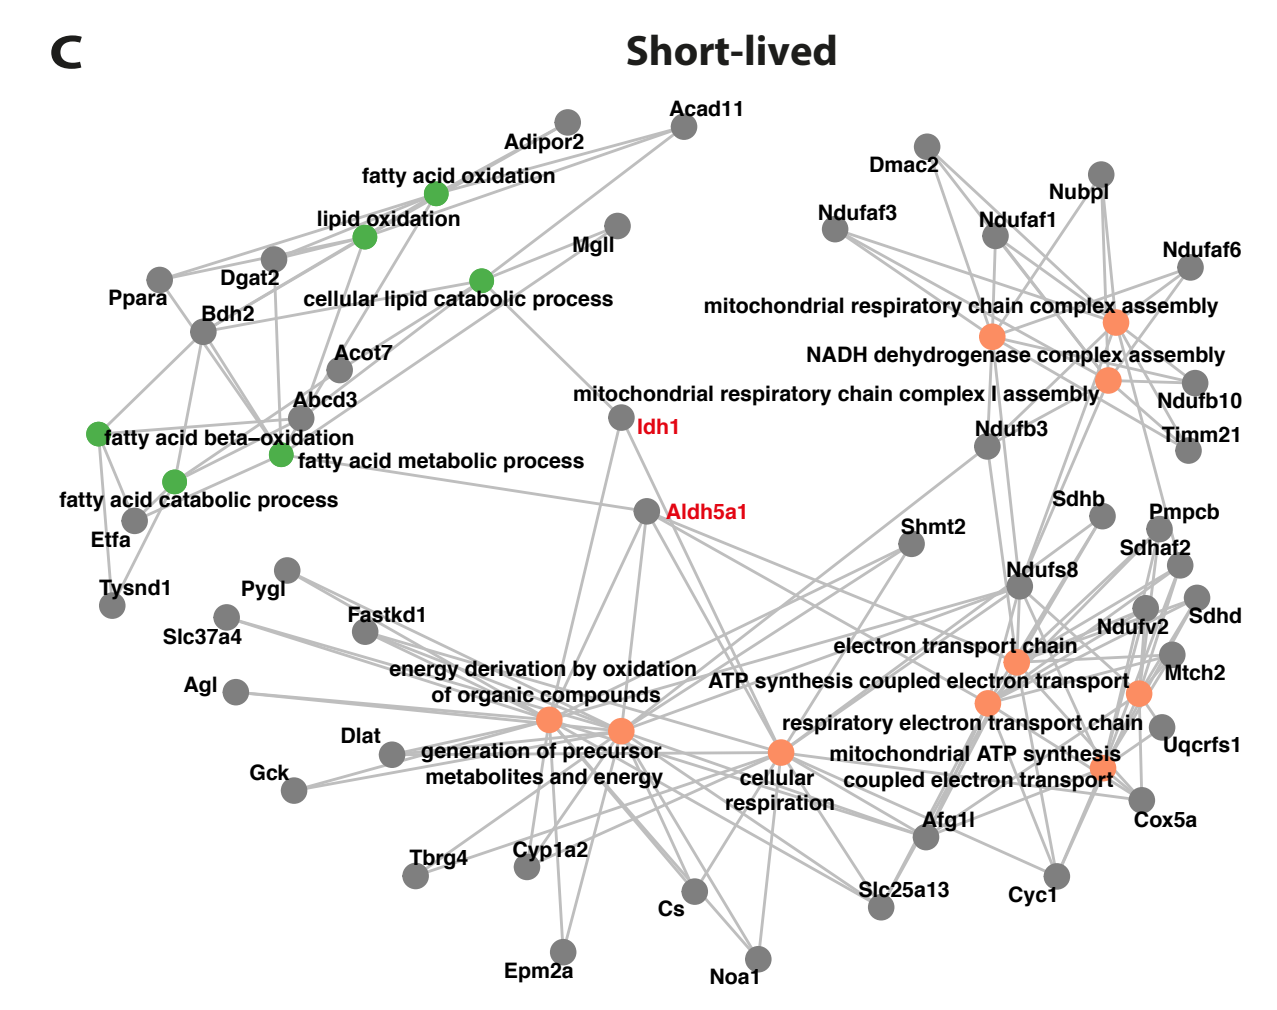 C
Short-lived
Acad11
Adipor2
Dmac2
fatty acid oxidation
Nubpl
lipid oxidation
Ndufaf3
Ndufaf1
Mgll
Ndufaf6
Dgat2
Ppara
cellular lipid catabolic process
mitochondrial respiratory chain complex assembly
Bdh2
Acot7
NADH dehydrogenase complex assembly
mitochondrial respiratory chain complex I assembly
Abcd3
Ndufb10
Idh1
Ndufb3
Timm21
fatty acid beta−oxidation
fatty acid metabolic process
fatty acid catabolic process
Sdhb
Aldh5a1
Pmpcb
Shmt2
Etfa
Sdhaf2
Ndufs8
Tysnd1
Pygl
Fastkd1
Sdhd
Ndufv2
Slc37a4
electron transport chain
energy derivation by oxidation
of organic compounds
Mtch2
ATP synthesis coupled electron transport
Agl
respiratory electron transport chain
Dlat
Uqcrfs1
generation of precursor
metabolites and energy
mitochondrial ATP synthesis
coupled electron transport
Gck
cellular
respiration
Afg1l
Cox5a
Tbrg4
Cyp1a2
Slc25a13
Cyc1
Cs
Epm2a
Noa1